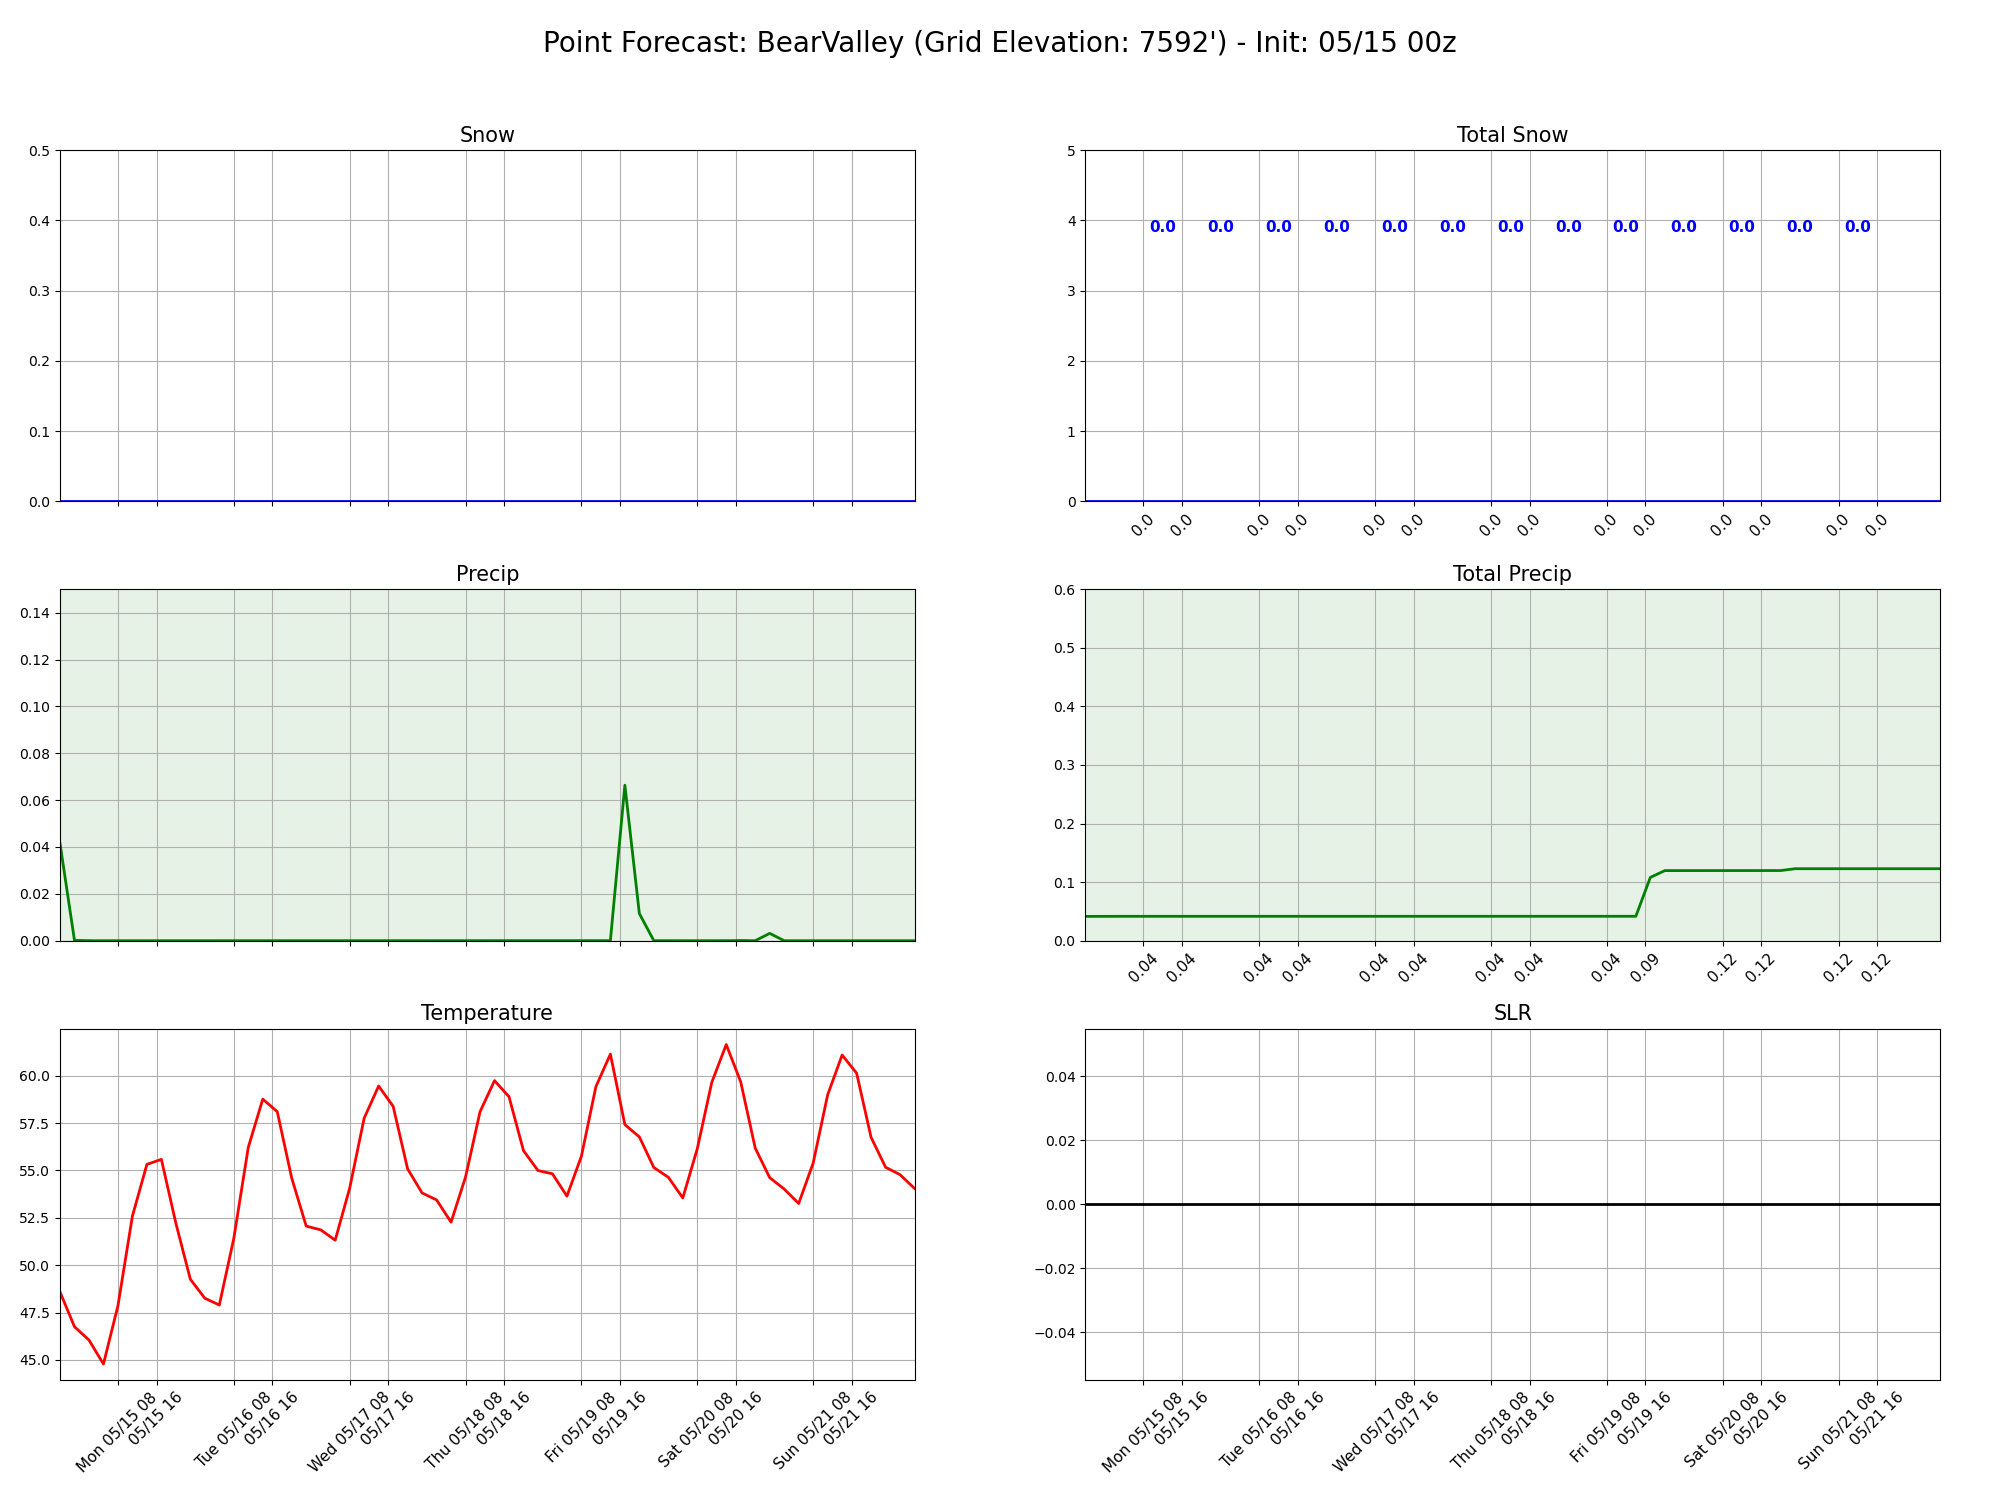 Point Forecast: BearValley (Grid Elevation: 7592') - Init: 05/15 00z
Snow
0.5
0.4
0.3
0.2
0.1
0.0
Total Snow
5
4
3
2
1
0
0.0 0.0 0.0 0.0 0.0 0.0 0.0 0.0 0.0 0.0 0.0 0.0 0.0
0.0 0.0 0.0 0.0 0.0 0.0 0.0 0.0 0.0 0.0 0.0 0.0 0.0 0.0
Precip
0.14
0.12
0.10
0.08
0.06
0.04
0.02
0.00
Total Precip
0.6
0.5
0.4
0.3
0.2
0.1
0.0
0.04 0.04 0.04 0.04 0.04 0.04 0.04 0.04 0.04 0.09 0.12 0.12 0.12 0.12
Temperature
60.0
57.5
55.0
52.5
50.0
47.5
45.0
Mon 05/15 08
05/15 16
Tue 05/16 08
05/16 16
Wed 05/17 08
05/17 16
Thu 05/18 08
05/18 16
Fri 05/19 08
05/19 16
Sat 05/20 08
05/20 16
Sun 05/21 08
05/21 16
SLR
0.04
0.02
0.00
−0.02
−0.04
Mon 05/15 08
05/15 16
Tue 05/16 08
05/16 16
Wed 05/17 08
05/17 16
Thu 05/18 08
05/18 16
Fri 05/19 08
05/19 16
Sat 05/20 08
05/20 16
Sun 05/21 08
05/21 16